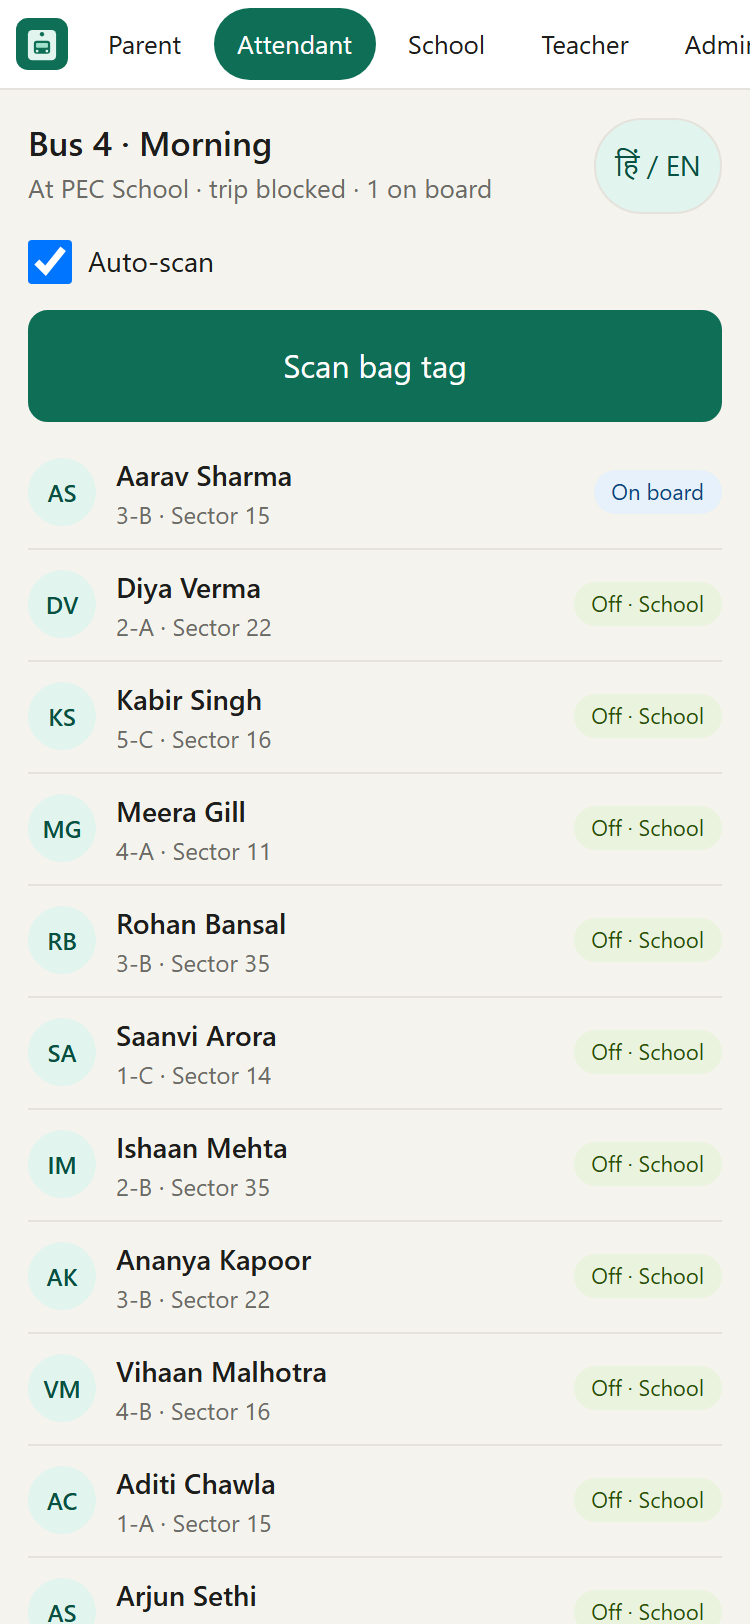 Parent Attendant School Teacher
Bus 4 · Morning
At PEC School · trip blocked · 1 on board
हिं / EN
Auto-scan
Scan bag tag
AS
Aarav Sharma
3-B · Sector 15
On board
DV
Diya Verma
2-A · Sector 22
Off · School
KS
Kabir Singh
5-C · Sector 16
Off · School
MG
Meera Gill
4-A · Sector 11
Off · School
RB
Rohan Bansal
3-B · Sector 35
Off · School
SA
Saanvi Arora
1-C · Sector 14
Off · School
IM
Ishaan Mehta
2-B · Sector 35
Off · School
AK
Ananya Kapoor
3-B · Sector 22
Off · School
VM
Vihaan Malhotra
4-B · Sector 16
Off · School
AC
Aditi Chawla
1-A · Sector 15
Off · School
AS
Arjun Sethi
Off · School